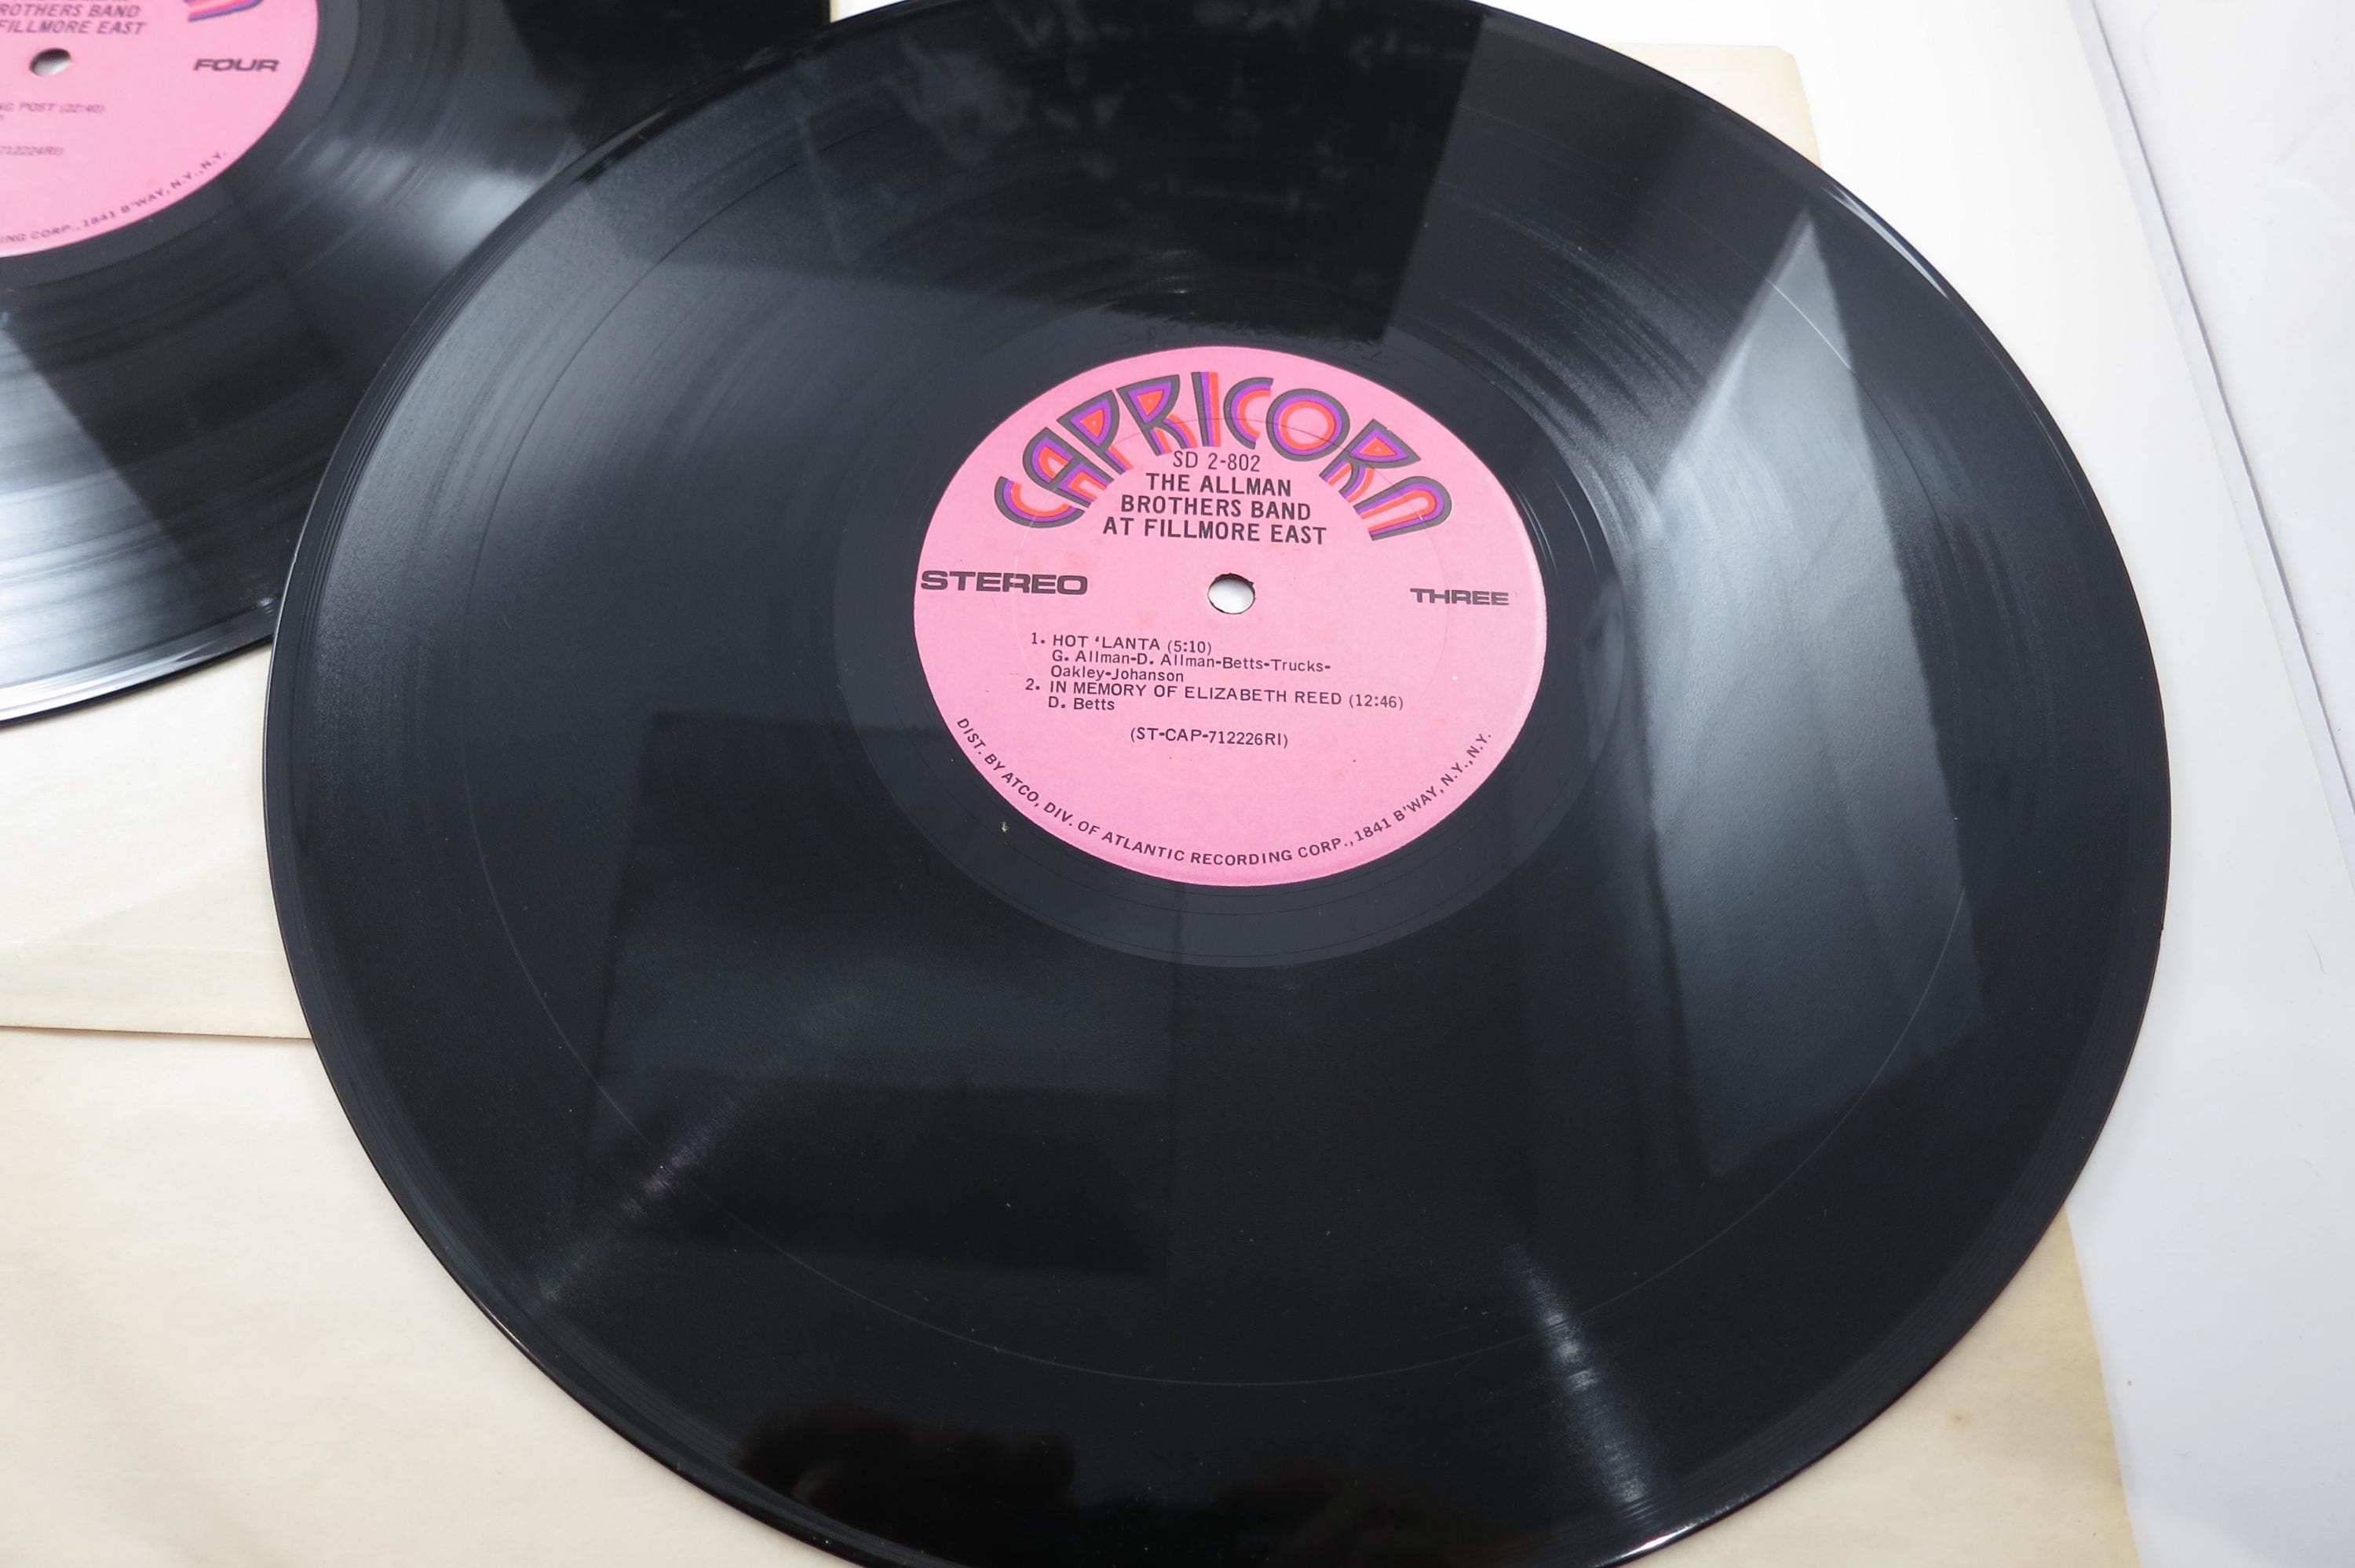 BROTHERS BAND
FILLMORE EAST
FOUR
POST (22:40)
CORP., 1841 B'WAY, N.Y., N.Y.
CAPRICORN
SD 2-802
THE ALLMAN
BROTHERS BAND
AT FILLMORE EAST
STEREO
THREE
1. HOT ‘LANTA (5:10)
G. Allman-D. Allman-Betts-Trucks-
Oakley-Johanson
2. IN MEMORY OF ELIZABETH REED (12:46)
D. Betts
(ST-CAP-712226RI)
DIST. BY ATCO, DIV. OF ATLANTIC RECORDING CORP., 1841 B'WAY, N.Y., N.Y.